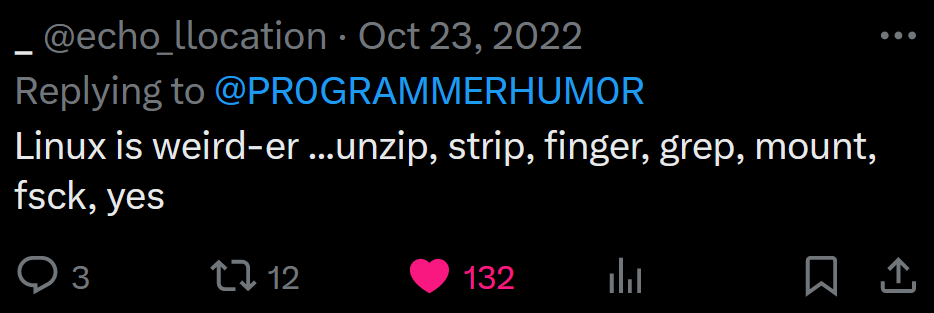 _ @echo_llocation · Oct 23, 2022
Replying to @PR0GRAMMERHUM0R
Linux is weird-er ...unzip, strip, finger, grep, mount,
fsck, yes
3 12 132